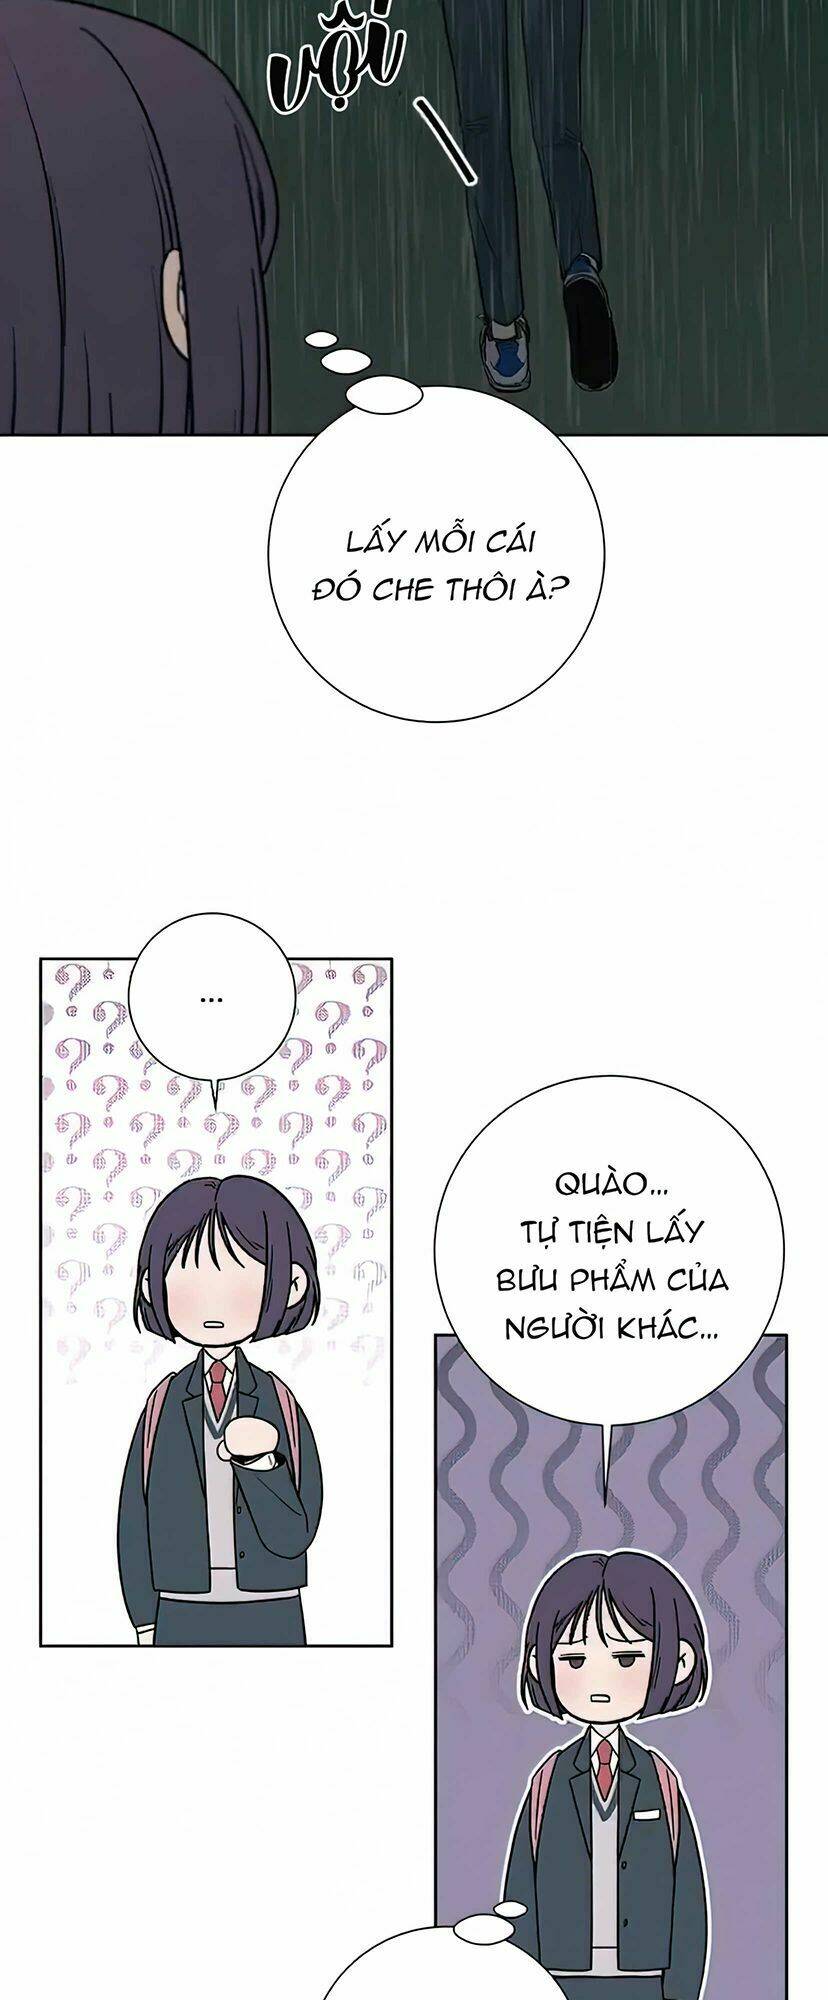 vội
LẤY MỖI CÁI
ĐÓ CHE THÔI À?
...
QUÀO...
TỰ TIỆN LẤY
BƯU PHẨM CỦA
NGƯỜI KHÁC...